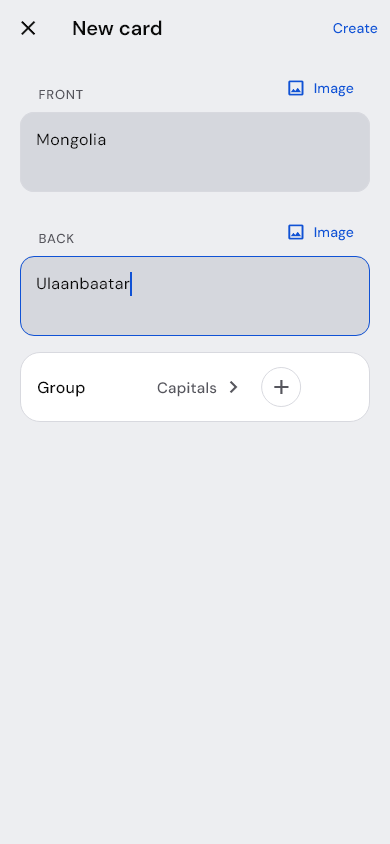 New card
Create
FRONT
Image
Mongolia
BACK
Image
Ulaanbaatar
Group
Capitals